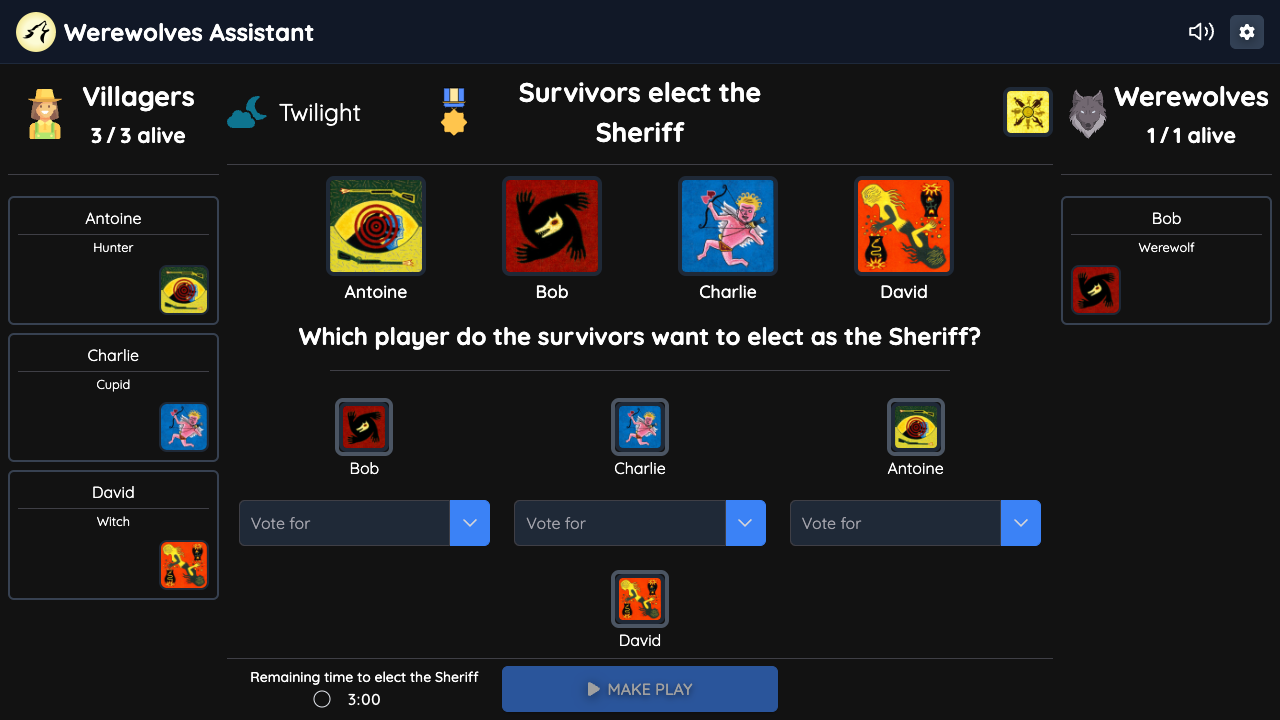 Werewolves Assistant
Villagers
3 / 3 alive
Antoine
Hunter
Charlie
Cupid
David
Witch
Twilight
Survivors elect the
Sheriff
Antoine
Bob
Charlie
David
Which player do the survivors want to elect as the Sheriff?
Bob
Charlie
Antoine
Vote for
Vote for
Vote for
David
Remaining time to elect the Sheriff
3:00
MAKE PLAY
Werewolves
1 / 1 alive
Bob
Werewolf